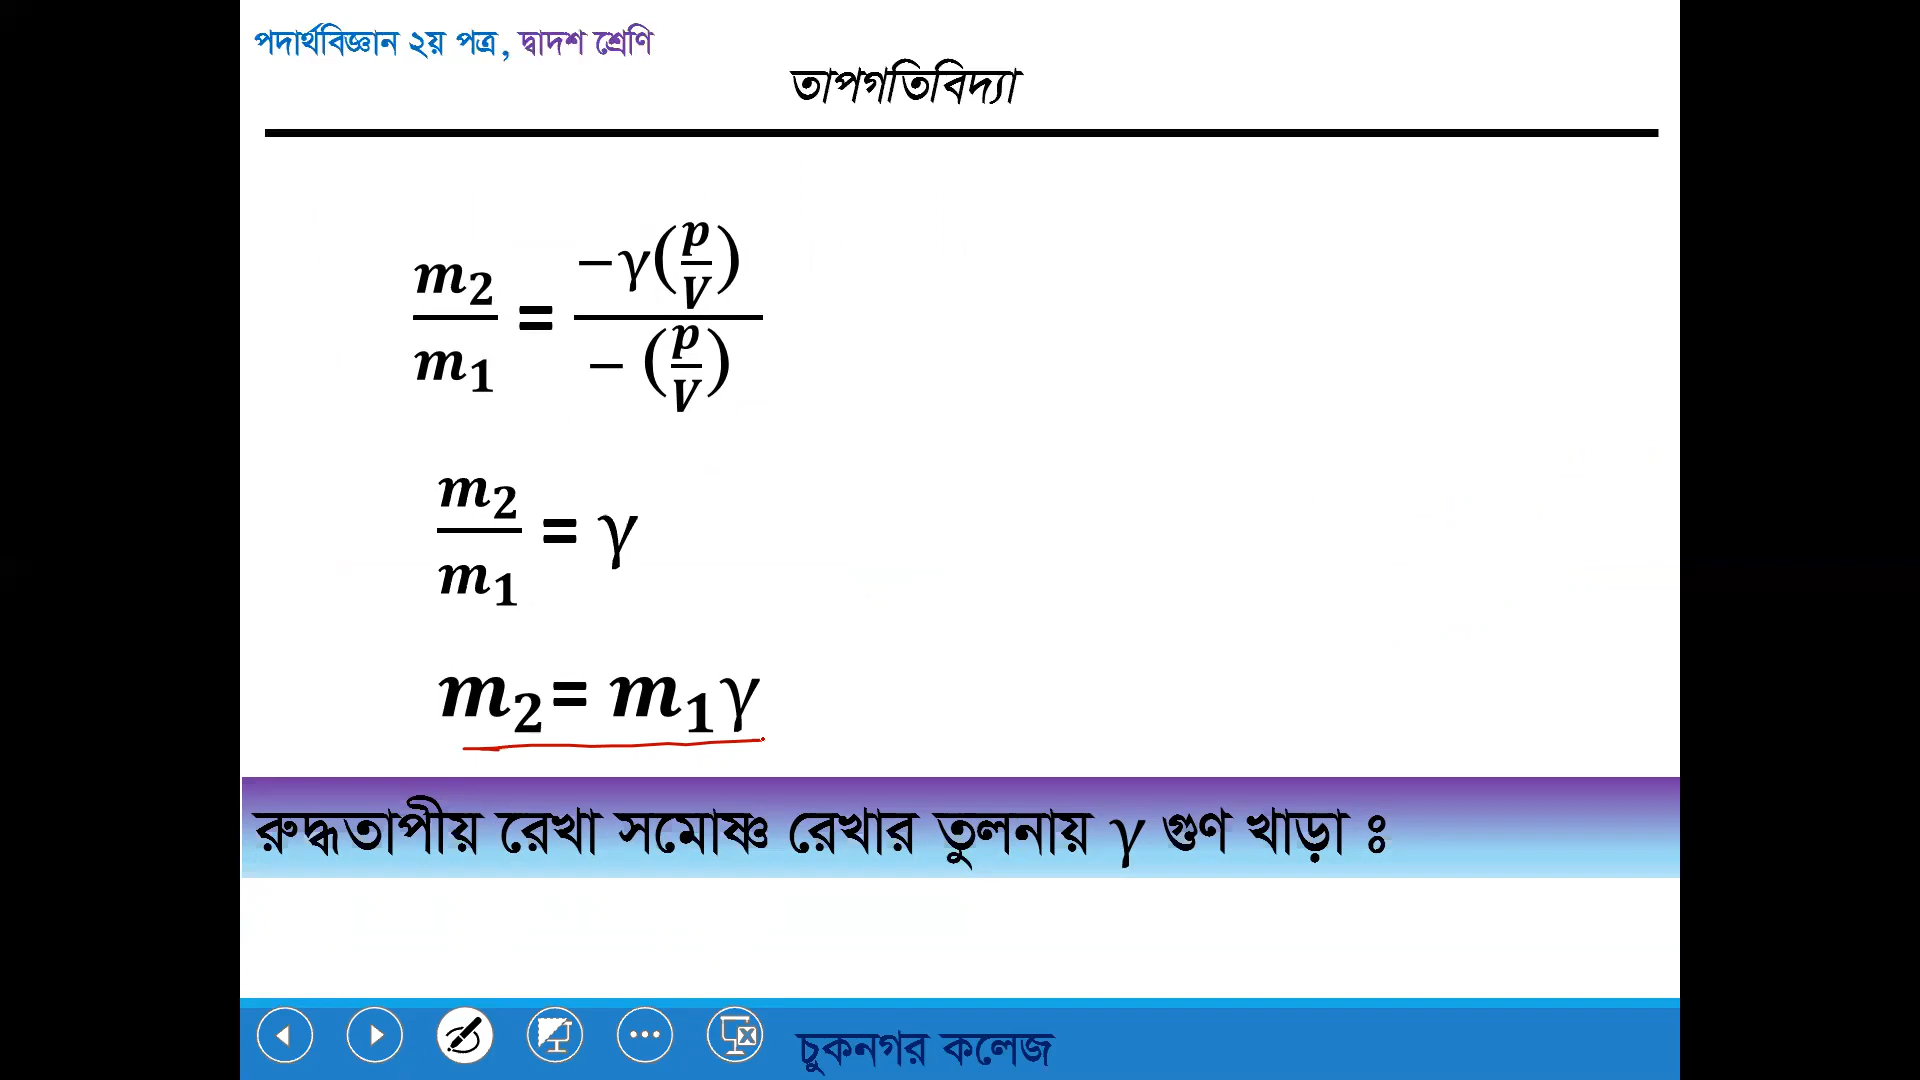 পদার্থবিজ্ঞান ২য় পত্র, দ্বাদশ শ্রেণি
তাপগতিবিদ্যা
m₂/m₁ = −γ(p/V) / −(p/V)
m₂/m₁ = γ
m₂= m₁γ
রুদ্ধতাপীয় রেখা সমোষ্ণ রেখার তুলনায় γ গুণ খাড়া ঃ
চুকনগর কলেজ